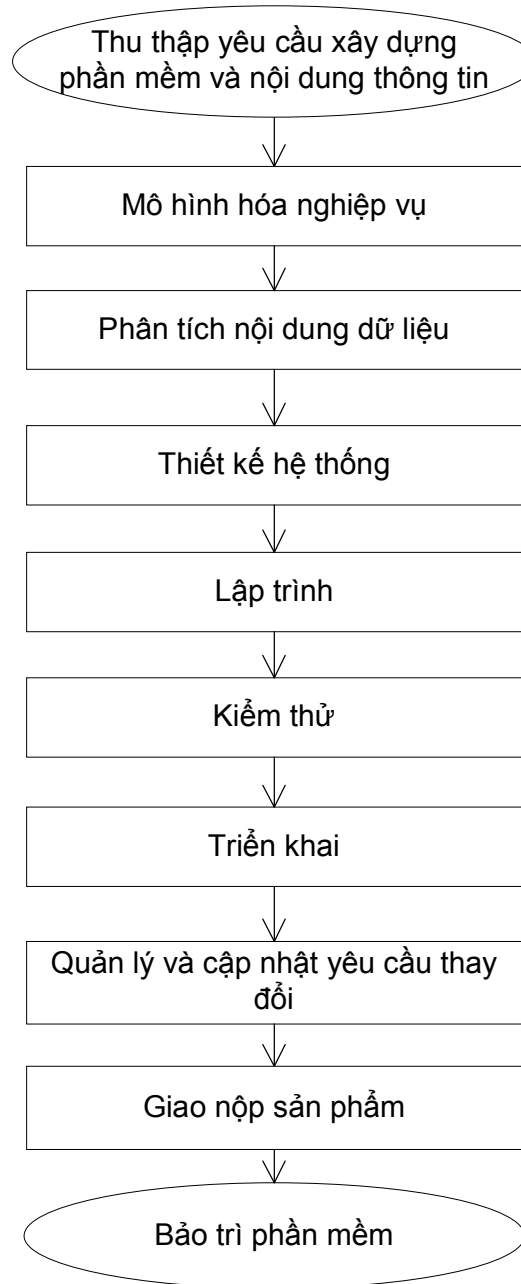 Thu thập yêu cầu xây dựng
phần mềm và nội dung thông tin
Mô hình hóa nghiệp vụ
Phân tích nội dung dữ liệu
Thiết kế hệ thống
Lập trình
Kiểm thử
Triển khai
Quản lý và cập nhật yêu cầu thay
đổi
Giao nộp sản phẩm
Bảo trì phần mềm